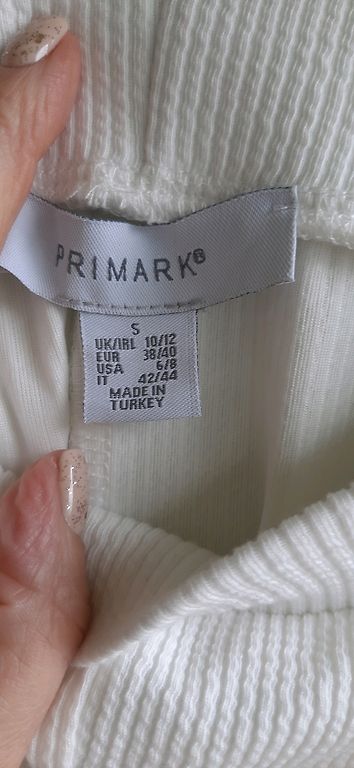 PRIMARK®
S
UK/IRL 10/12
EUR 38/40
USA 6/8
IT 42/44
MADE IN
TURKEY